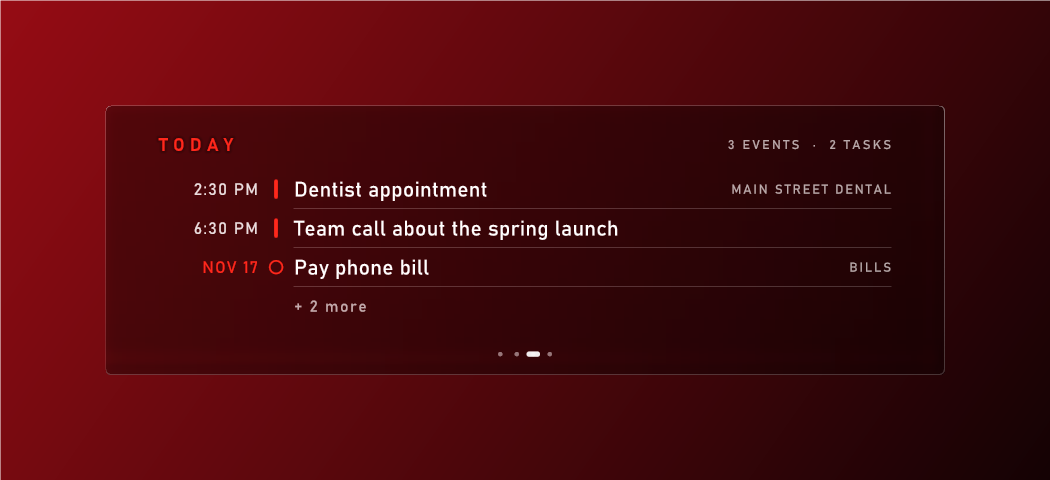 TODAY 3 EVENTS · 2 TASKS
2:30 PM Dentist appointment MAIN STREET DENTAL
6:30 PM Team call about the spring launch
NOV 17 Pay phone bill BILLS
+ 2 more